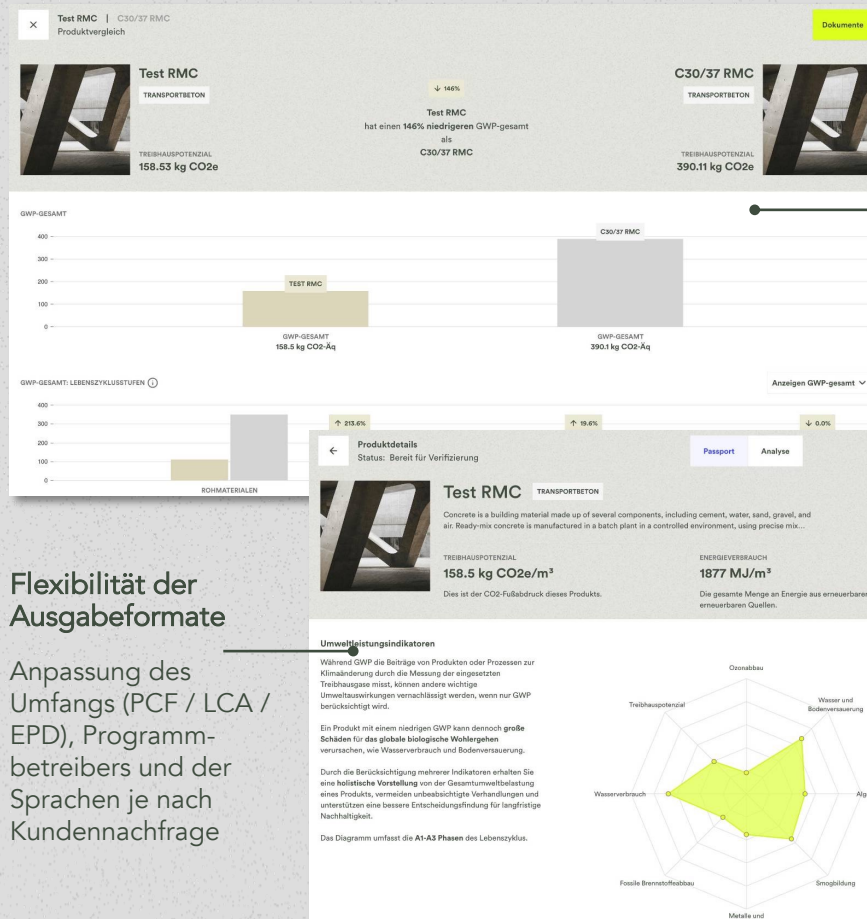 Test RMC | C30/37 RMC
Produktvergleich
Dokumente
Test RMC
TRANSPORTBETON
TREIBHAUSPOTENZIAL
158.53 kg CO2e
↓ 146%
Test RMC
hat einen 146% niedrigeren GWP-gesamt
als
C30/37 RMC
C30/37 RMC
TRANSPORTBETON
TREIBHAUSPOTENZIAL
390.11 kg CO2e
GWP-GESAMT
400
300
200
100
0
TEST RMC
C30/37 RMC
GWP-GESAMT
158.5 kg CO2-Äq
GWP-GESAMT
390.1 kg CO2-Äq
GWP-GESAMT: LEBENSZYKLUSSTUFEN
Anzeigen GWP-gesamt
400
300
200
100
0
↑ 213.6%
↑ 19.6%
↓ 0.0%
ROHMATERIALEN
Produktdetails
Status: Bereit für Verifizierung
Passport
Analyse
Test RMC
TRANSPORTBETON
Concrete is a building material made up of several components, including cement, water, sand, gravel, and
air. Ready-mix concrete is manufactured in a batch plant in a controlled environment, using precise mix...
TREIBHAUSPOTENZIAL
158.5 kg CO2e/m³
Dies ist der CO2-Fußabdruck dieses Produkts.
ENERGIEVERBRAUCH
1877 MJ/m³
Die gesamte Menge an Energie aus erneuerbaren
erneuerbaren Quellen.
Flexibilität der
Ausgabeformate
Anpassung des
Umfangs (PCF / LCA /
EPD), Programm-
betreibers und der
Sprachen je nach
Kundennachfrage
Umweltleistungsindikatoren
Während GWP die Beiträge von Produkten oder Prozessen zur
Klimaänderung durch die Messung der eingesetzten
Treibhausgase misst, können andere wichtige
Umweltauswirkungen vernachlässigt werden, wenn nur GWP
berücksichtigt wird.
Ein Produkt mit einem niedrigen GWP kann dennoch große
Schäden für das globale biologische Wohlergehen
verursachen, wie Wasserverbrauch und Bodenversauerung.
Durch die Berücksichtigung mehrerer Indikatoren erhalten Sie
eine holistische Vorstellung von der Gesamtumweltbelastung
eines Produkts, vermeiden unbeabsichtigte Verhandlungen und
unterstützen eine bessere Entscheidungsfindung für langfristige
Nachhaltigkeit.
Das Diagramm umfasst die A1-A3 Phasen des Lebenszyklus.
Ozonabbau
Treibhauspotenzial
Wasser und
Bodenversauerung
Wasserverbrauch
Alg
Fossile Brennstoffeabbau
Smogbildung
Metalle und